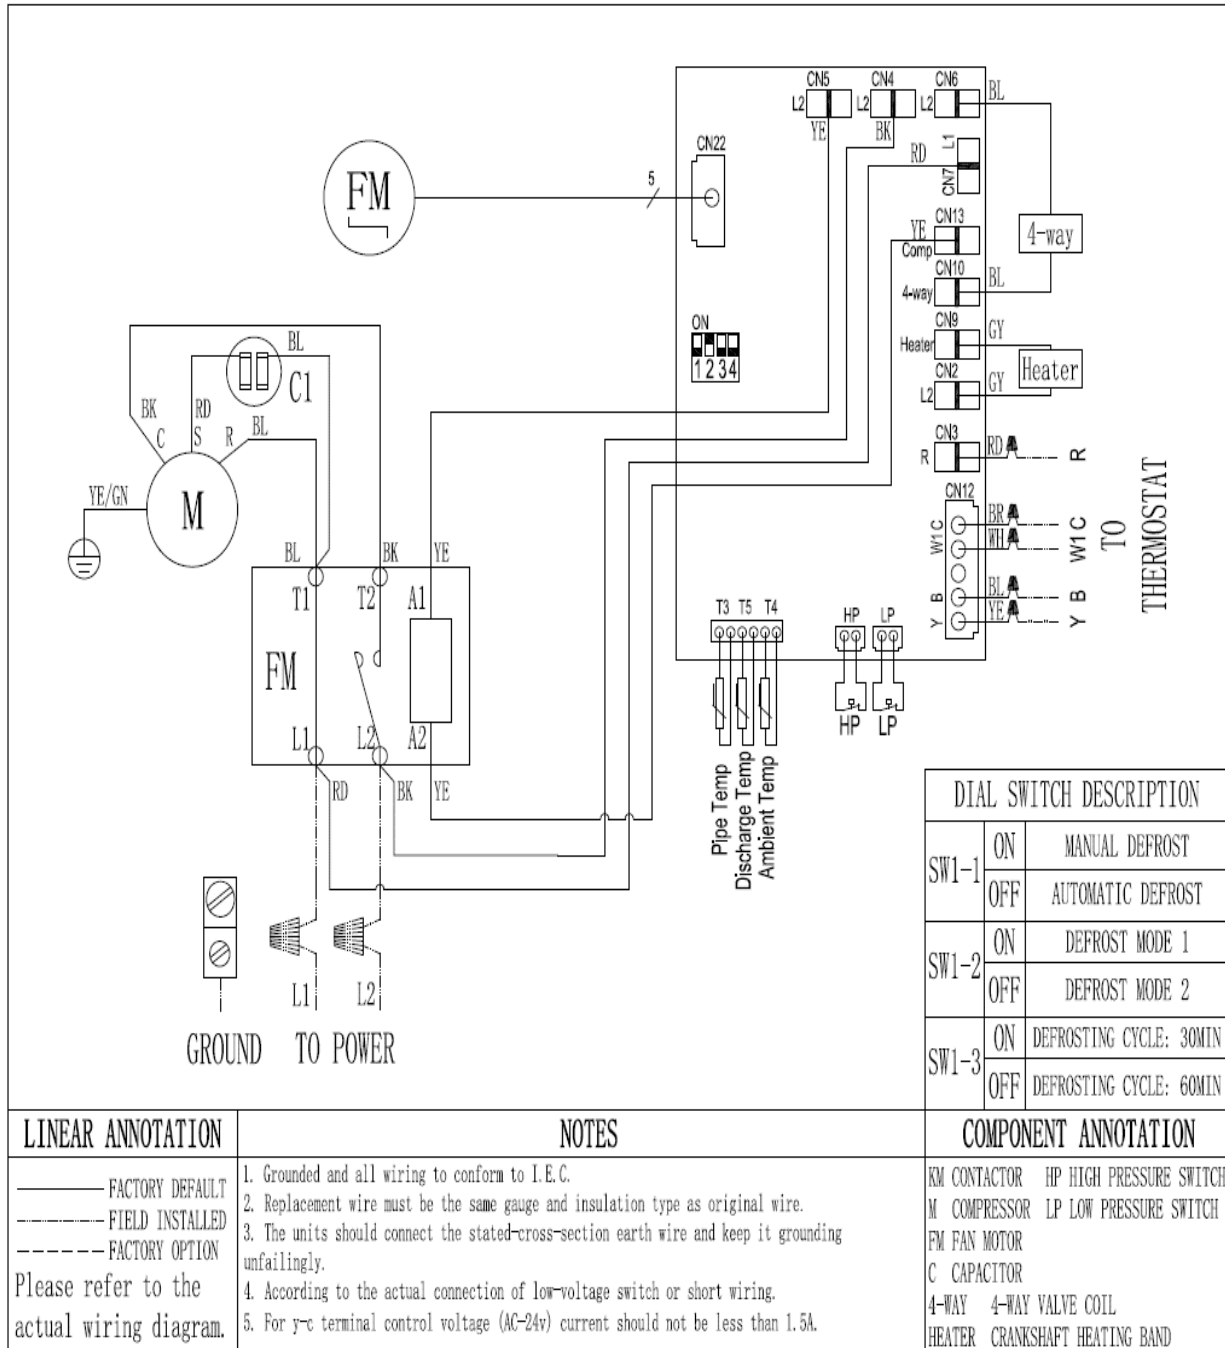 CN5
CN4
CN6
L2
L2
L2
BL
YE
BK
L1
RD
CN7
CN22
5
FM
CN13
YE
Comp
4-way
CN10
BL
4-way
ON
1 2 3 4
CN9
GY
Heater
Heater
CN2
GY
L2
BL
C1
BK
RD
C
S
R
BL
CN3
RD
R
R
YE/GN
M
CN12
BR
C
C
WH
W1
W1
BL
B
B
YE
Y
Y
TO
THERMOSTAT
BL
BK
YE
T1
T2
A1
FM
L1
L2
A2
RD
BK
YE
T3 T5 T4
HP
LP
HP
LP
Pipe Temp
Discharge Temp
Ambient Temp
L1
L2
GROUND
TO POWER
DIAL SWITCH DESCRIPTION
SW1-1
ON
MANUAL DEFROST
OFF
AUTOMATIC DEFROST
SW1-2
ON
DEFROST MODE 1
OFF
DEFROST MODE 2
SW1-3
ON
DEFROSTING CYCLE: 30MIN
OFF
DEFROSTING CYCLE: 60MIN
LINEAR ANNOTATION
FACTORY DEFAULT
FIELD INSTALLED
FACTORY OPTION
Please refer to the
actual wiring diagram.
NOTES
1. Grounded and all wiring to conform to I.E.C.
2. Replacement wire must be the same gauge and insulation type as original wire.
3. The units should connect the stated-cross-section earth wire and keep it grounding
unfailingly.
4. According to the actual connection of low-voltage switch or short wiring.
5. For y-c terminal control voltage (AC-24v) current should not be less than 1.5A.
COMPONENT ANNOTATION
KM CONTACTOR HP HIGH PRESSURE SWITCH
M COMPRESSOR LP LOW PRESSURE SWITCH
FM FAN MOTOR
C CAPACITOR
4-WAY 4-WAY VALVE COIL
HEATER CRANKSHAFT HEATING BAND